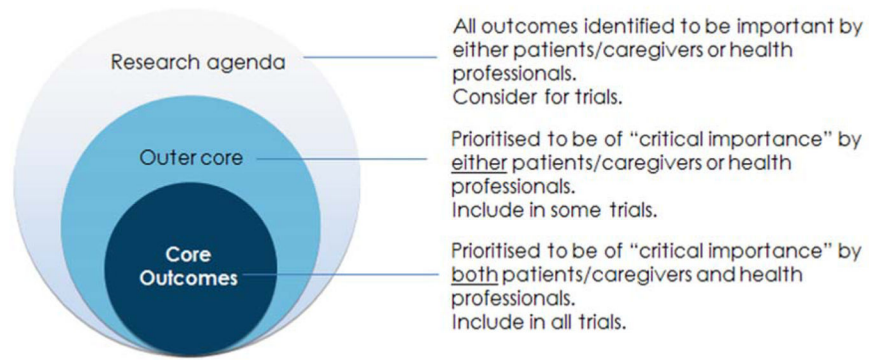 Research agenda
All outcomes identified to be important by
either patients/caregivers or health
professionals.
Consider for trials.
Outer core
Prioritised to be of “critical importance” by
either patients/caregivers or health
professionals.
Include in some trials.
Core
Outcomes
Prioritised to be of “critical importance” by
both patients/caregivers and health
professionals.
Include in all trials.